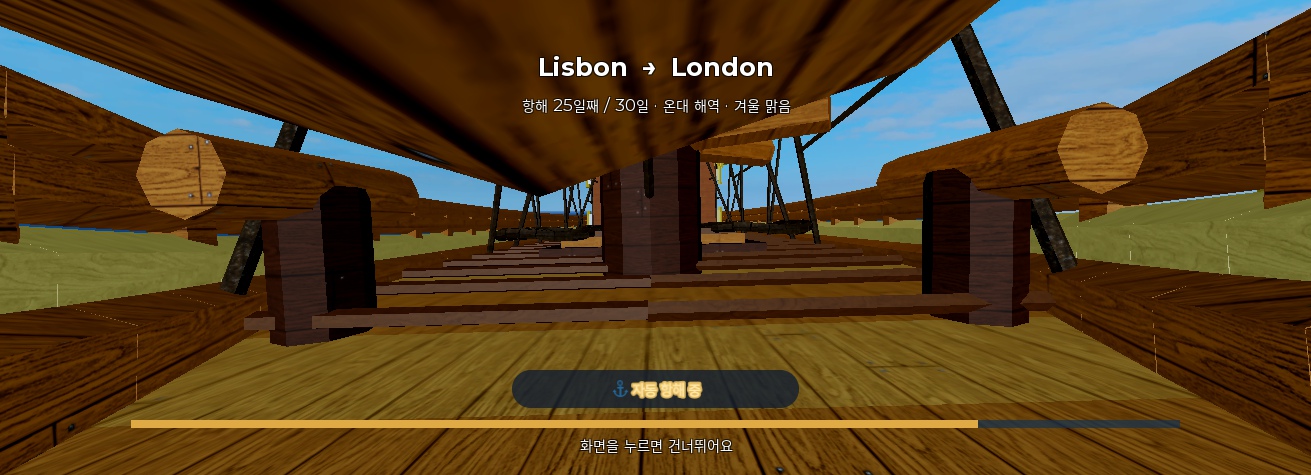 Lisbon → London
항해 25일째 / 30일 · 온대 해역 · 겨울 맑음
⚓ 자동 항해 중
화면을 누르면 건너뛰어요